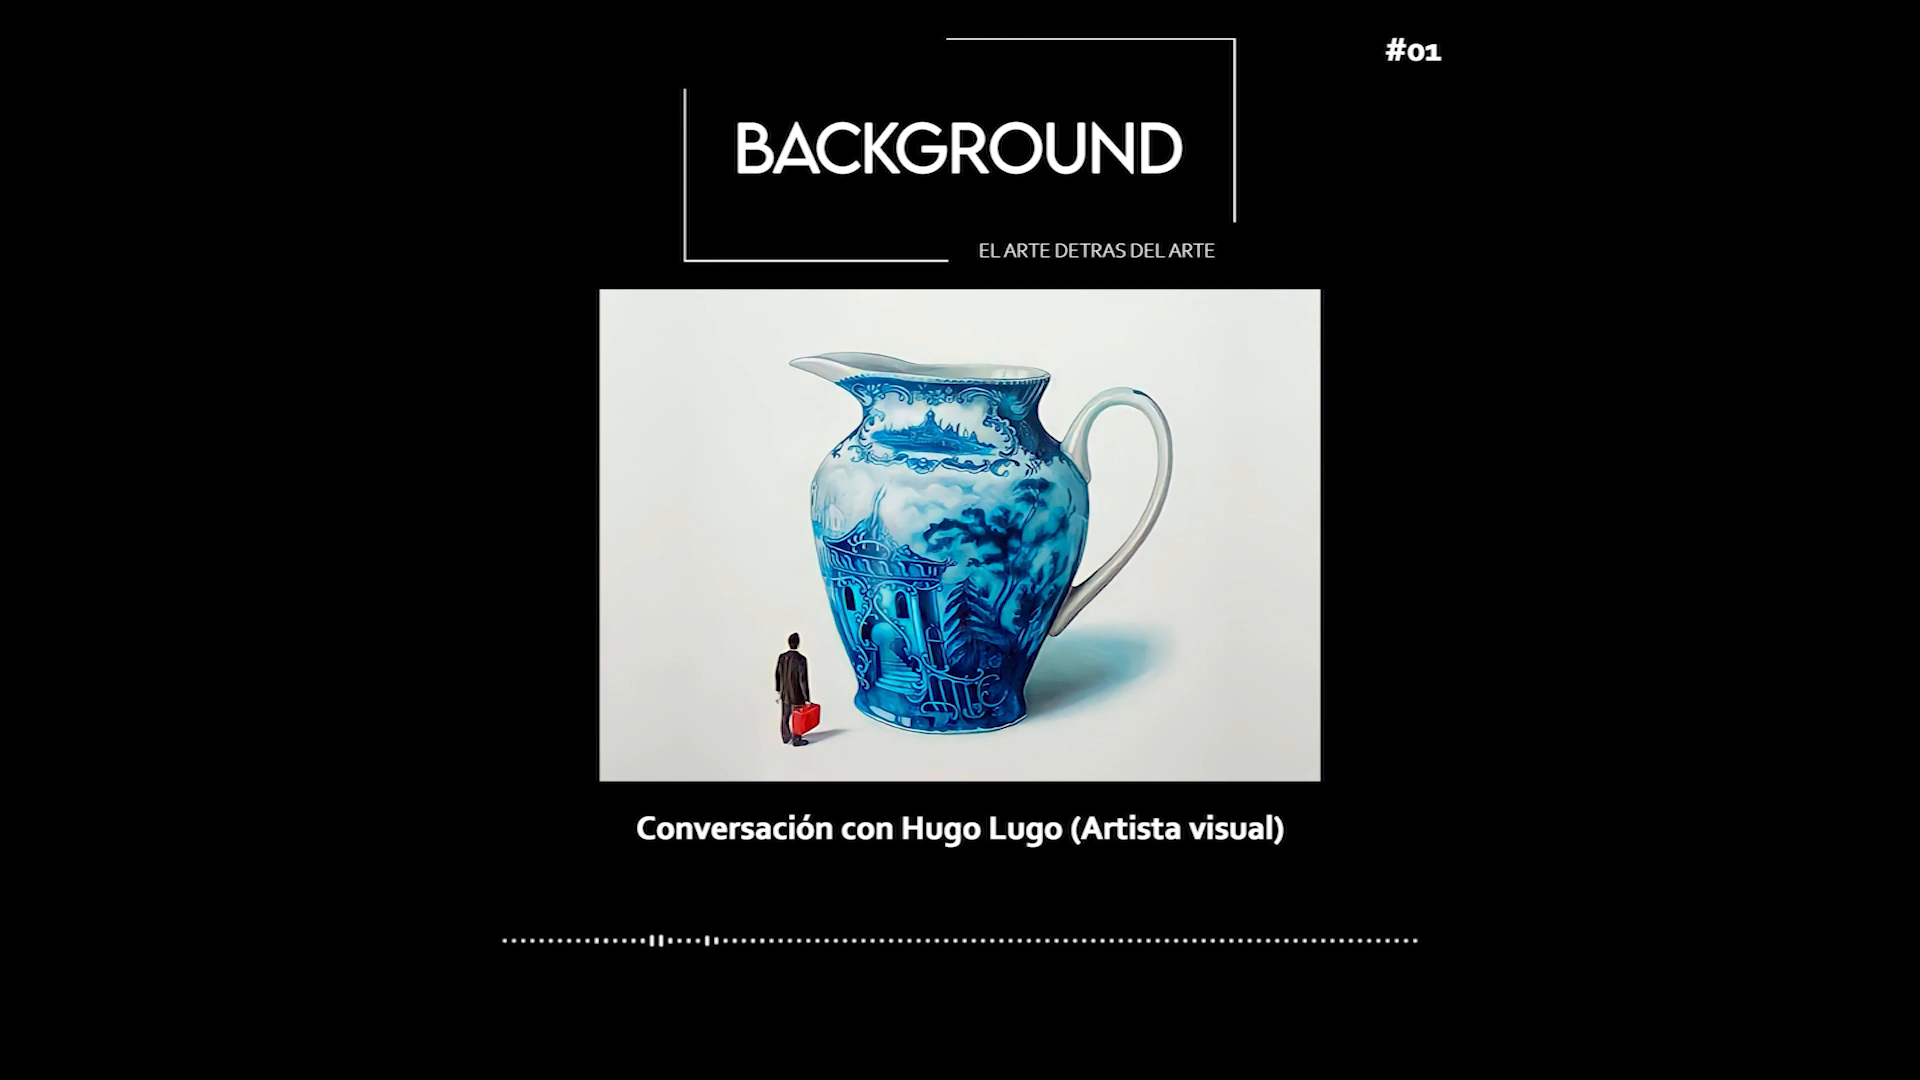 #01
BACKGROUND
EL ARTE DETRAS DEL ARTE
Conversación con Hugo Lugo (Artista visual)